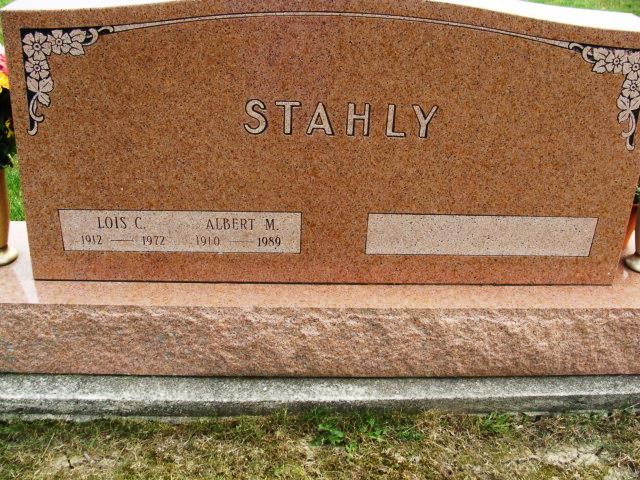 STAHLY
LOIS C. ALBERT M.
1912 — 1972 1910 — 1989